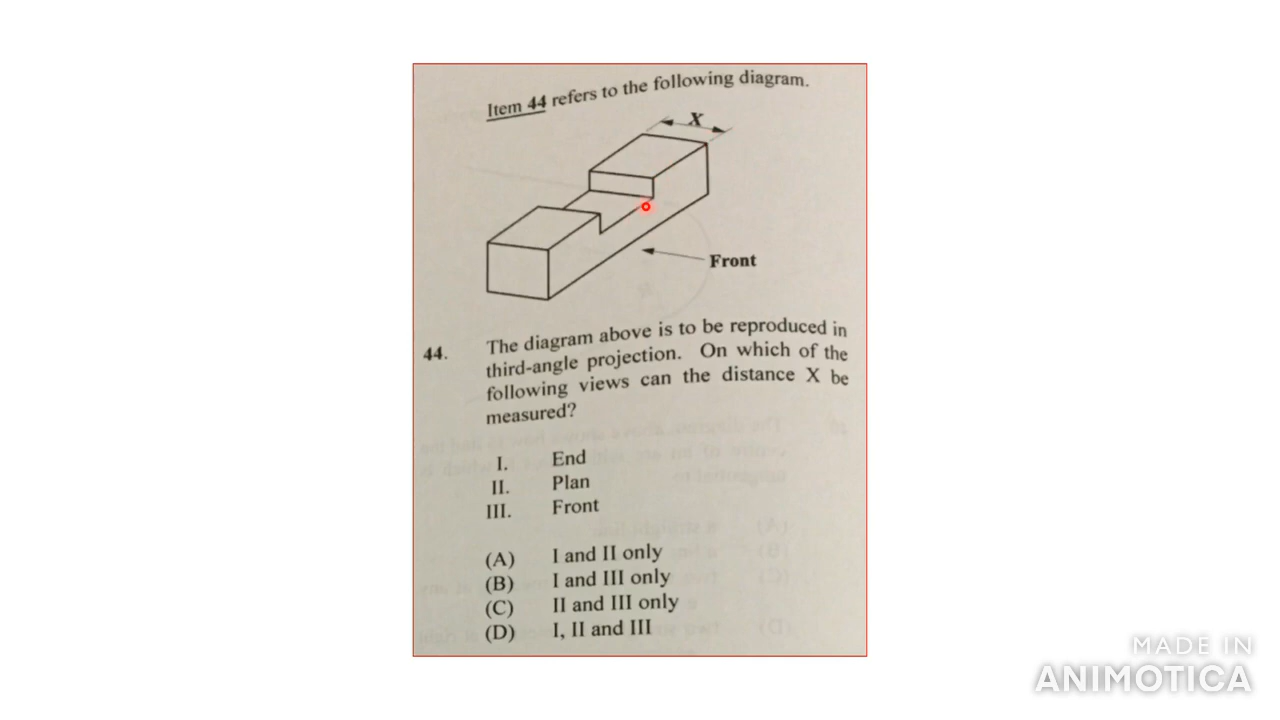 Item 44 refers to the following diagram.
X
Front
44. The diagram above is to be reproduced in
third-angle projection. On which of the
following views can the distance X be
measured?
I. End
II. Plan
III. Front
(A) I and II only
(B) I and III only
(C) II and III only
(D) I, II and III
MADE IN
ANIMOTICA